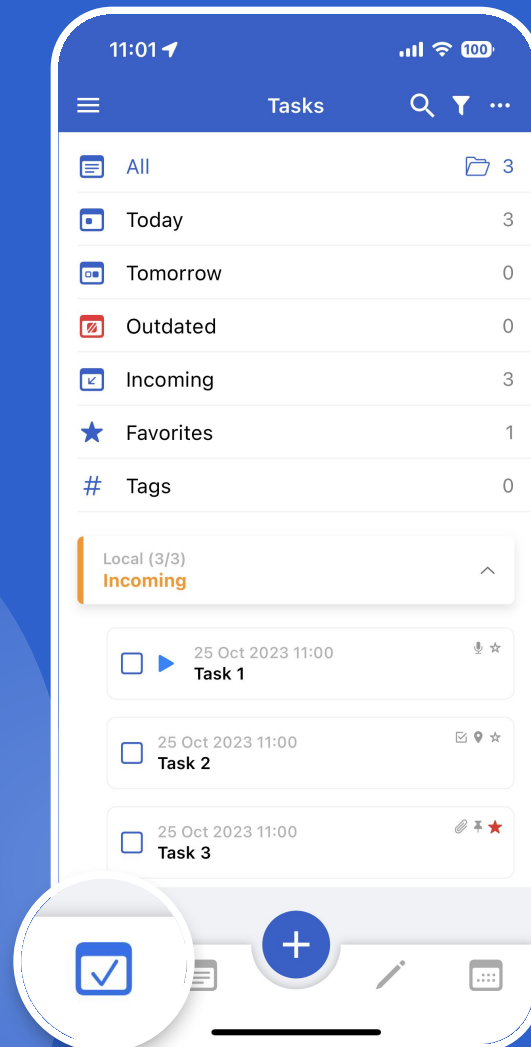 11:01
100
Tasks
All 3
Today 3
Tomorrow 0
Outdated 0
Incoming 3
Favorites 1
# Tags 0
Local (3/3)
Incoming
25 Oct 2023 11:00
Task 1
25 Oct 2023 11:00
Task 2
25 Oct 2023 11:00
Task 3